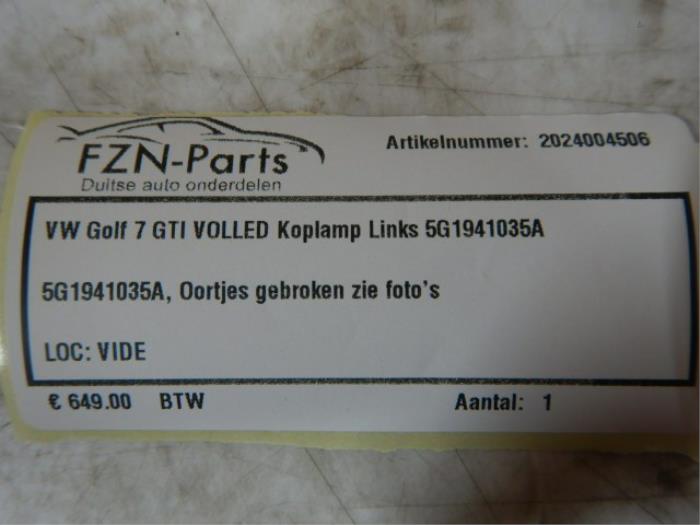 FZN-Parts
Duitse auto onderdelen
Artikelnummer: 2024004506
VW Golf 7 GTI VOLLED Koplamp Links 5G1941035A
5G1941035A, Oortjes gebroken zie foto's
LOC: VIDE
€ 649.00 BTW Aantal: 1